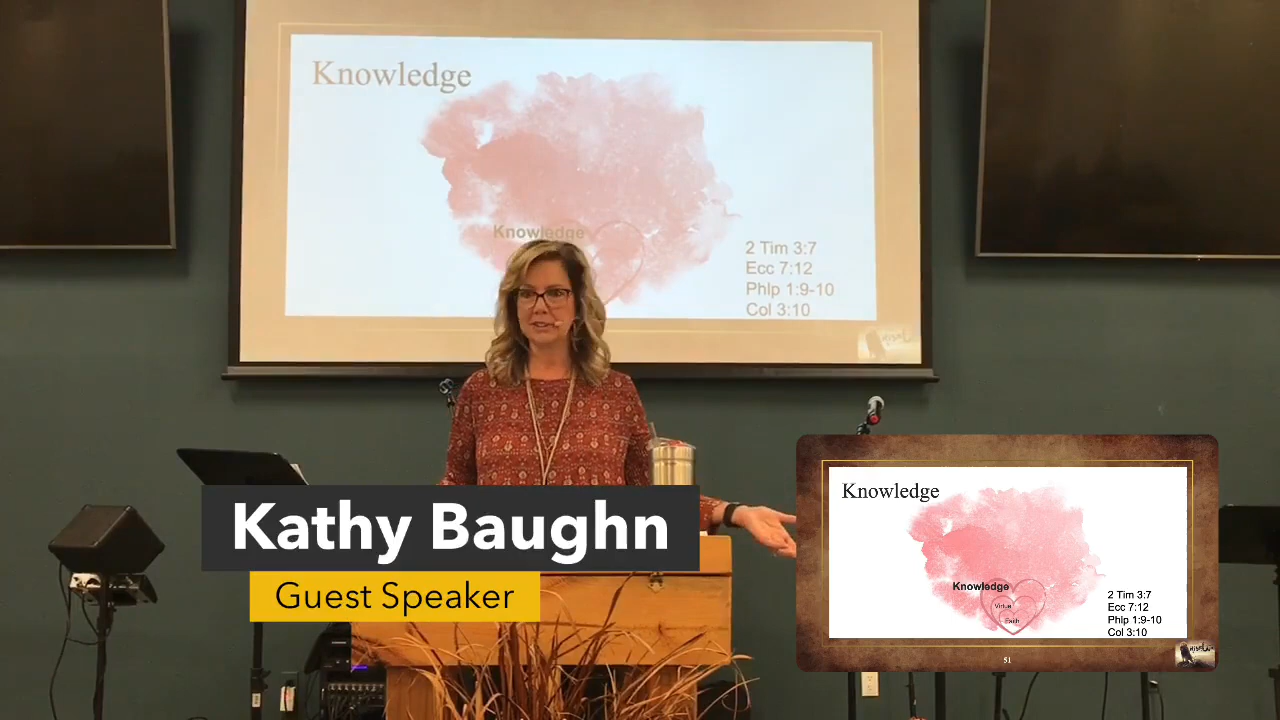 Knowledge
Knowledge
2 Tim 3:7
Ecc 7:12
Phlp 1:9-10
Col 3:10
Kathy Baughn
Guest Speaker
Knowledge
Knowledge
Virtue
Faith
2 Tim 3:7
Ecc 7:12
Phlp 1:9-10
Col 3:10
51